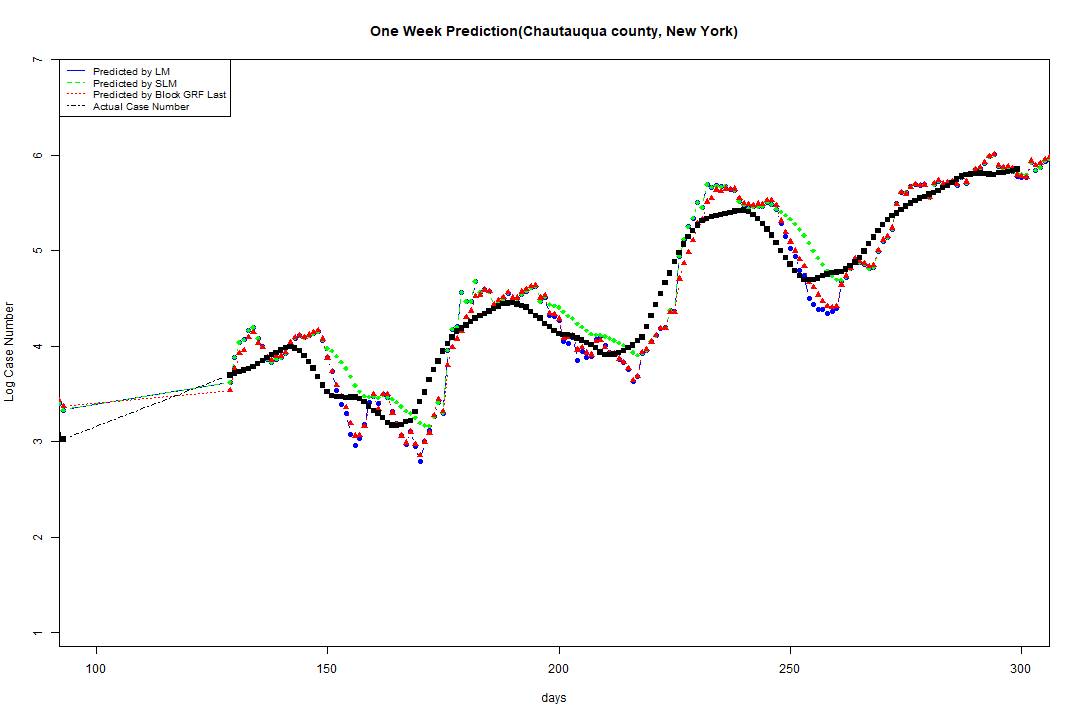 One Week Prediction(Chautauqua county, New York)
Predicted by LM
Predicted by SLM
Predicted by Block GRF Last
Actual Case Number
7
6
5
4
3
2
1
Log Case Number
100 150 200 250 300
days